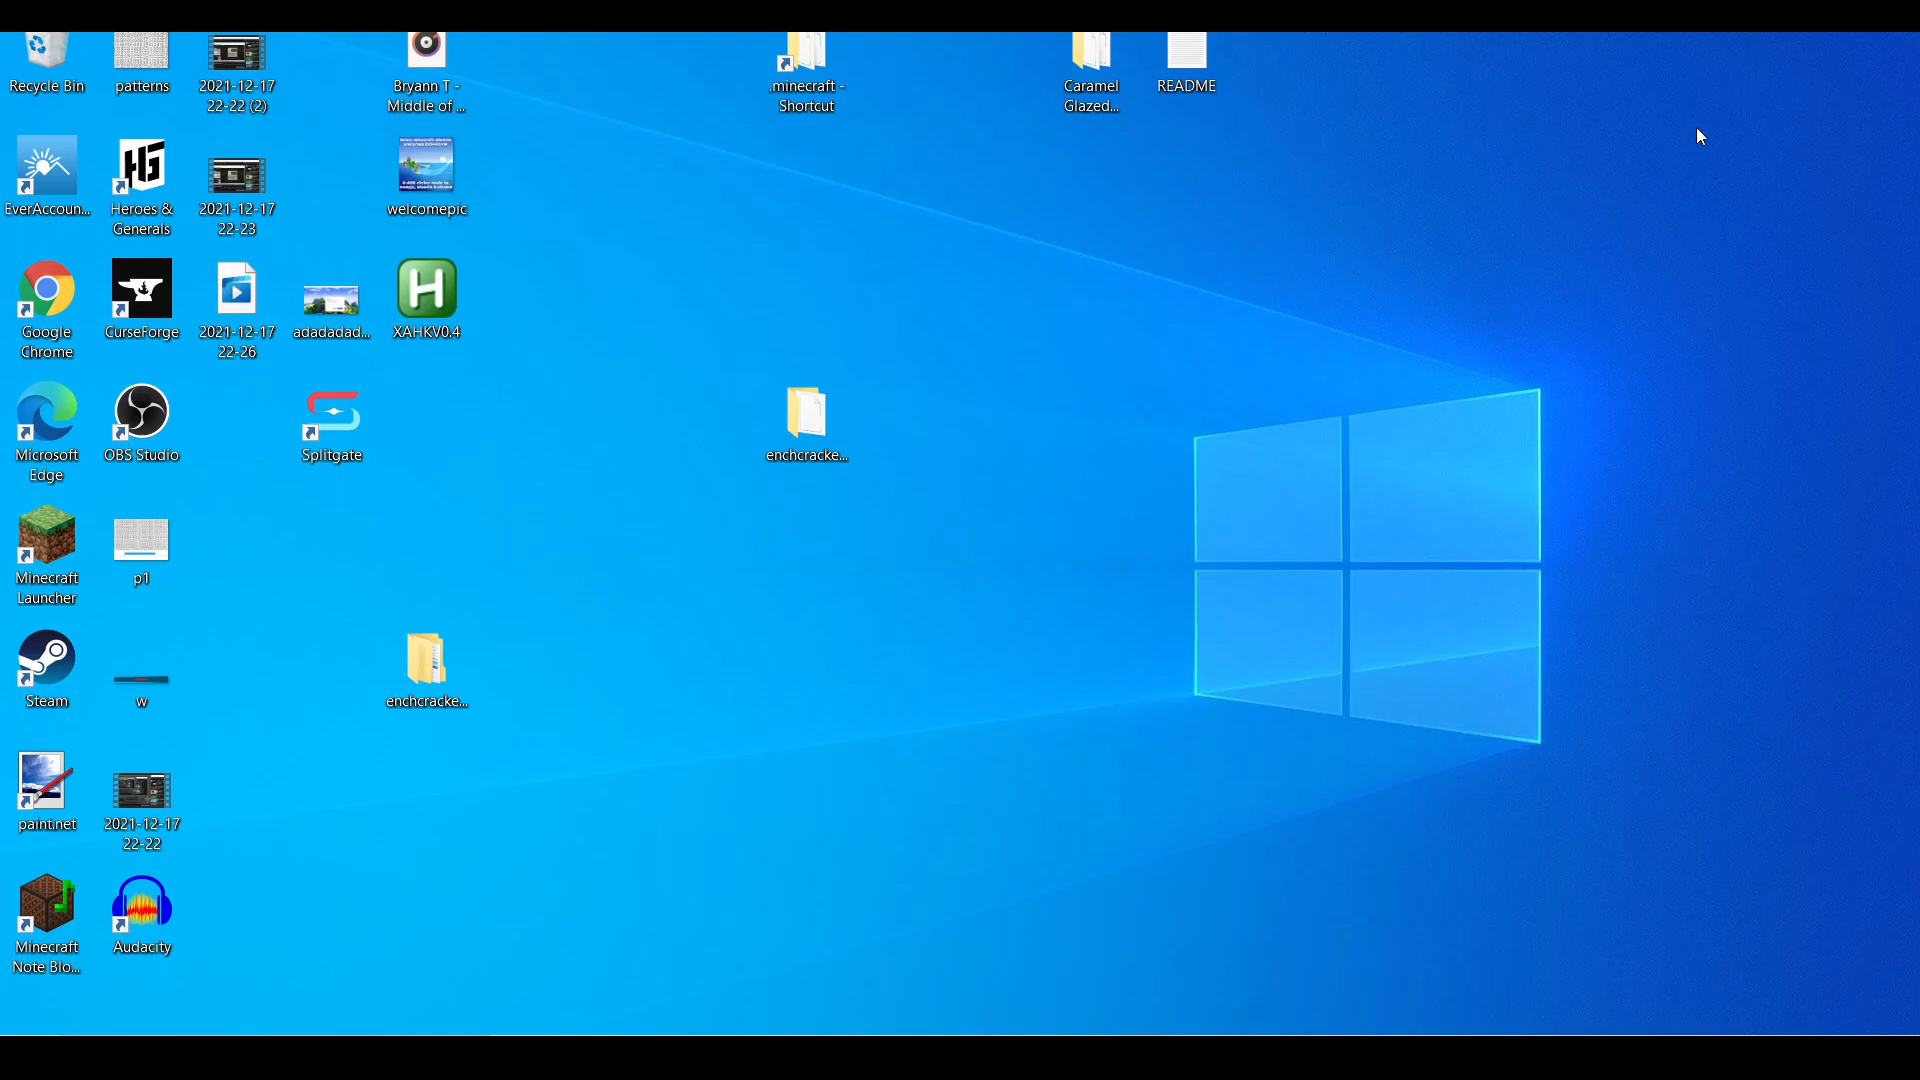 Recycle Bin
patterns
2021-12-17
22-22 (2)
Bryann T -
Middle of ...
.minecraft -
Shortcut
Caramel
Glazed...
README
EverAccoun...
Heroes &
Generals
2021-12-17
22-23
welcomepic
Google
Chrome
CurseForge
2021-12-17
22-26
adadadad...
XAHKV0.4
Microsoft
Edge
OBS Studio
Splitgate
enchcracke...
Minecraft
Launcher
p1
Steam
w
enchcracke...
paint.net
2021-12-17
22-22
Minecraft
Note Blo...
Audacity